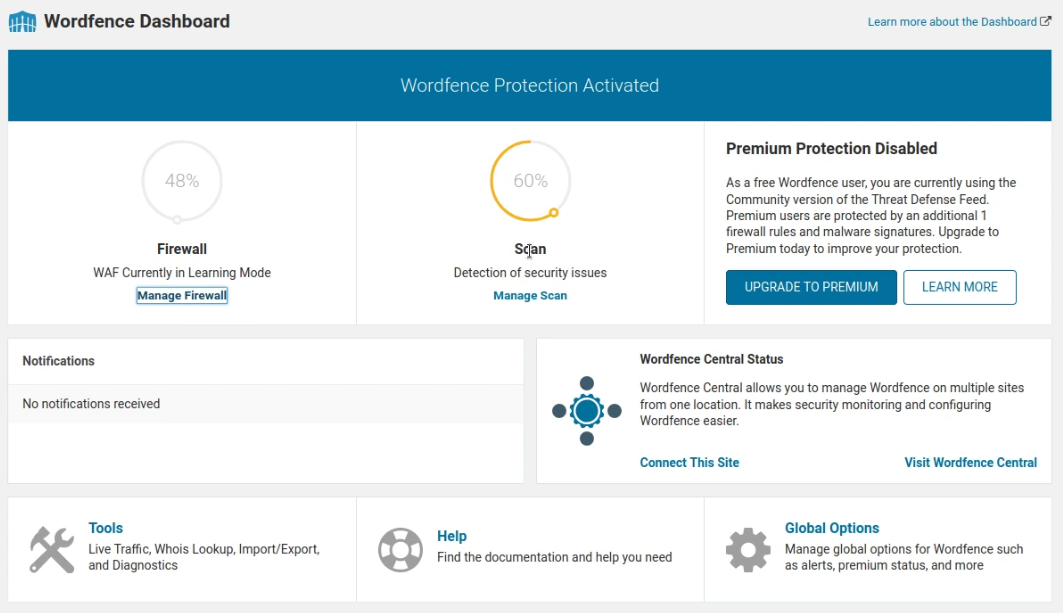 Wordfence Dashboard
Learn more about the Dashboard
Wordfence Protection Activated
48%
Firewall
WAF Currently in Learning Mode
Manage Firewall
60%
Scan
Detection of security issues
Manage Scan
Premium Protection Disabled
As a free Wordfence user, you are currently using the
Community version of the Threat Defense Feed.
Premium users are protected by an additional 1
firewall rules and malware signatures. Upgrade to
Premium today to improve your protection.
UPGRADE TO PREMIUM
LEARN MORE
Notifications
No notifications received
Wordfence Central Status
Wordfence Central allows you to manage Wordfence on multiple sites
from one location. It makes security monitoring and configuring
Wordfence easier.
Connect This Site
Visit Wordfence Central
Tools
Live Traffic, Whois Lookup, Import/Export,
and Diagnostics
Help
Find the documentation and help you need
Global Options
Manage global options for Wordfence such
as alerts, premium status, and more